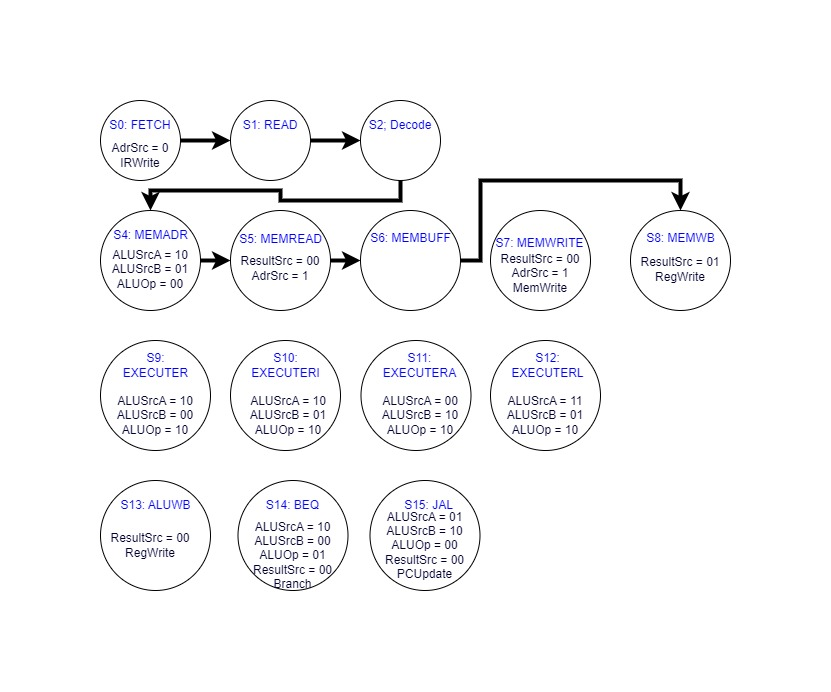 S0: FETCH
AdrSrc = 0
IRWrite
S1: READ
S2; Decode
S4: MEMADR
ALUSrcA = 10
ALUSrcB = 01
ALUOp = 00
S5: MEMREAD
ResultSrc = 00
AdrSrc = 1
S6: MEMBUFF
S7: MEMWRITE
ResultSrc = 00
AdrSrc = 1
MemWrite
S8: MEMWB
ResultSrc = 01
RegWrite
S9:
EXECUTER
ALUSrcA = 10
ALUSrcB = 00
ALUOp = 10
S10:
EXECUTERI
ALUSrcA = 10
ALUSrcB = 01
ALUOp = 10
S11:
EXECUTERA
ALUSrcA = 00
ALUSrcB = 10
ALUOp = 10
S12:
EXECUTERL
ALUSrcA = 11
ALUSrcB = 01
ALUOp = 10
S13: ALUWB
ResultSrc = 00
RegWrite
S14: BEQ
ALUSrcA = 10
ALUSrcB = 00
ALUOp = 01
ResultSrc = 00
Branch
S15: JAL
ALUSrcA = 01
ALUSrcB = 10
ALUOp = 00
ResultSrc = 00
PCUpdate